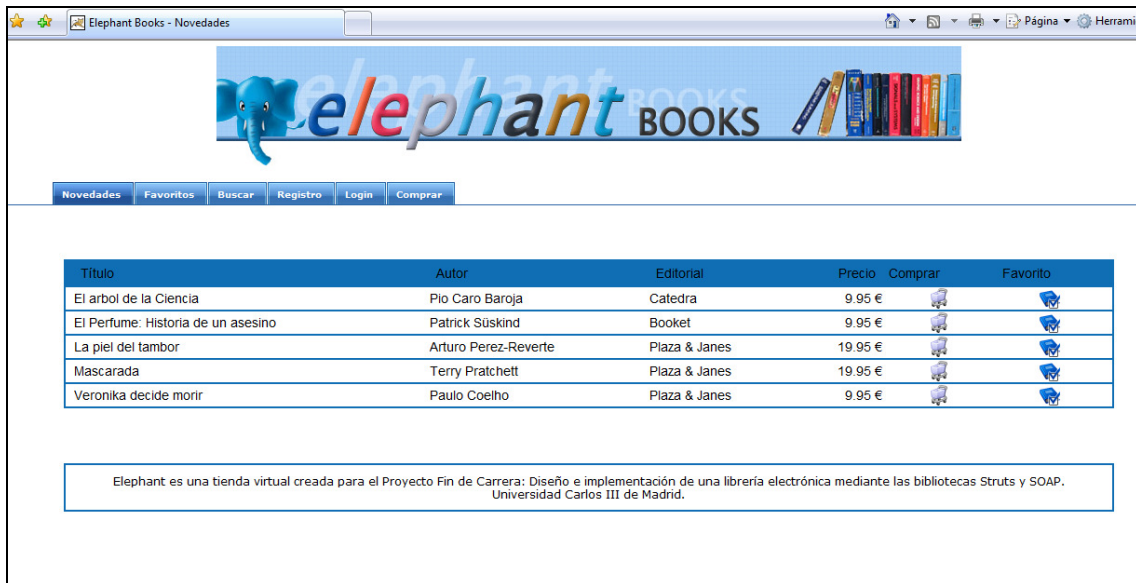 Elephant Books - Novedades
Página
Herrami
elephant BOOKS
Novedades Favoritos Buscar Registro Login Comprar
Título Autor Editorial Precio Comprar Favorito
El arbol de la Ciencia Pio Caro Baroja Catedra 9.95 €
El Perfume: Historia de un asesino Patrick Süskind Booket 9.95 €
La piel del tambor Arturo Perez-Reverte Plaza & Janes 19.95 €
Mascarada Terry Pratchett Plaza & Janes 19.95 €
Veronika decide morir Paulo Coelho Plaza & Janes 9.95 €
Elephant es una tienda virtual creada para el Proyecto Fin de Carrera: Diseño e implementación de una librería electrónica mediante las bibliotecas Struts y SOAP.
Universidad Carlos III de Madrid.